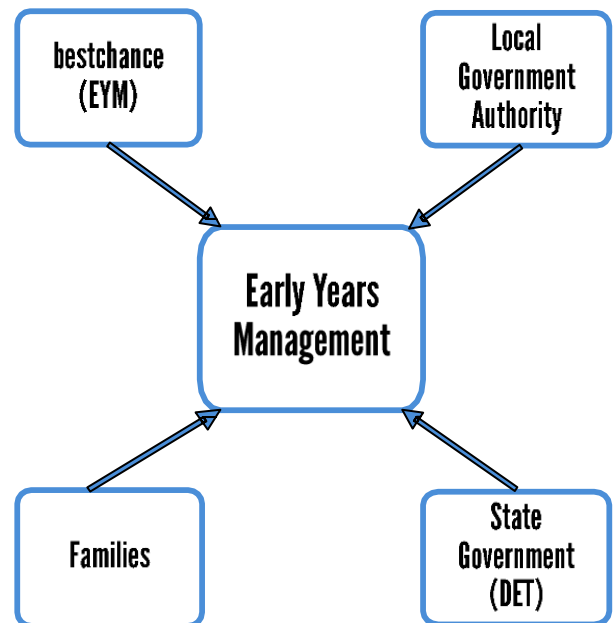 bestchance
(EYM)
Local
Government
Authority
Early Years
Management
Families
State
Government
(DET)